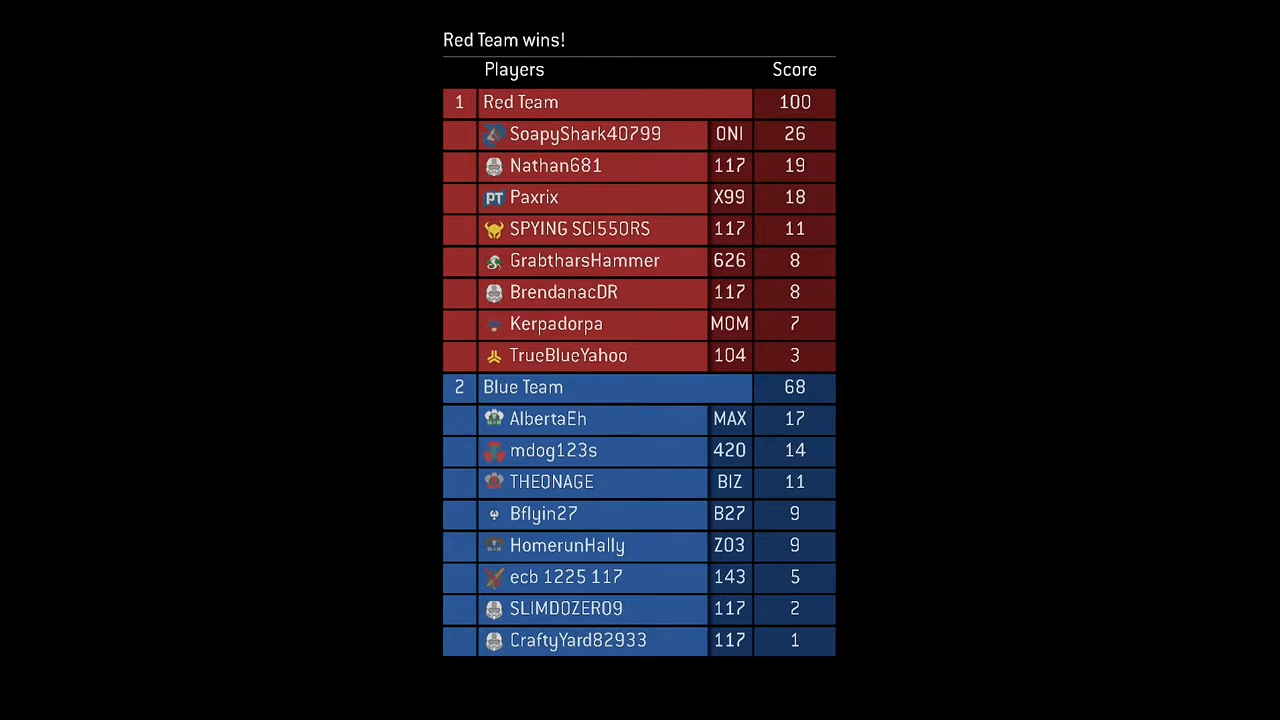 Red Team wins!
Players Score
1 Red Team 100
SoapyShark40799 ONI 26
Nathan681 117 19
PT Paxrix X99 18
SPYING SCI550RS 117 11
GrabtharsHammer 626 8
BrendanacDR 117 8
Kerpadorpa MOM 7
TrueBlueYahoo 104 3
2 Blue Team 68
AlbertaEh MAX 17
mdog123s 420 14
THEONAGE BIZ 11
Bflyin27 B27 9
HomerunHally Z03 9
ecb 1225 117 143 5
SLIMD0ZER09 117 2
CraftyYard82933 117 1